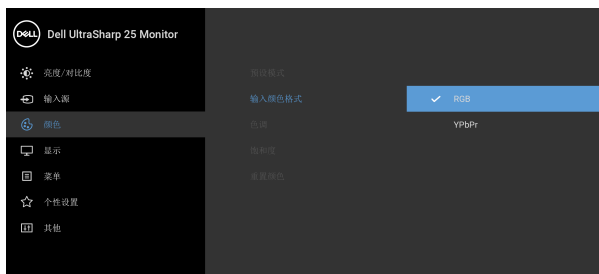 DELL Dell UltraSharp 25 Monitor
亮度/对比度
预设模式
输入源
输入颜色格式
RGB
颜色
色调
YPbPr
显示
饱和度
菜单
重置颜色
个性设置
其他